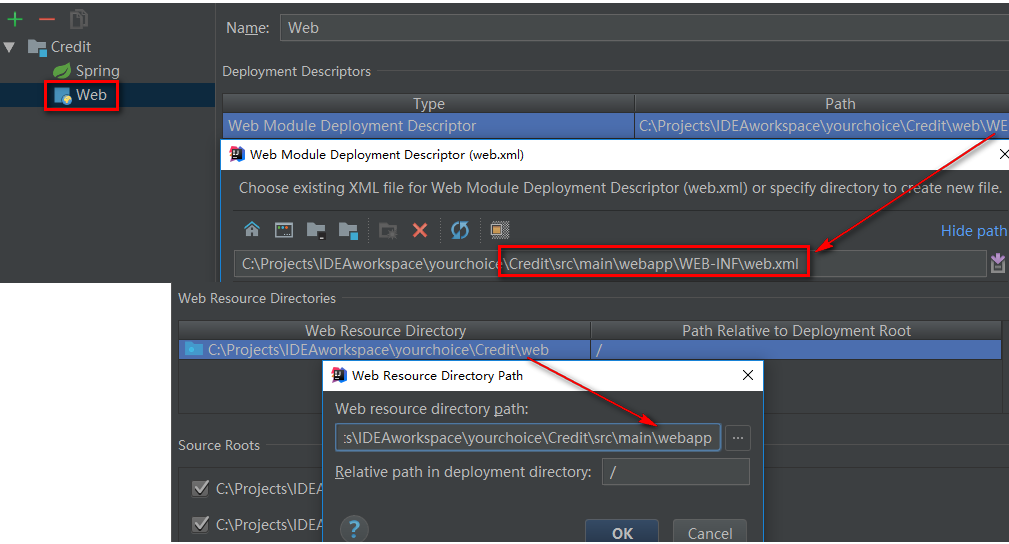 Name: Web
Credit
Spring
Web
Deployment Descriptors
Type Path
Web Module Deployment Descriptor C:\Projects\IDEAworkspace\yourchoice\Credit\web\WE
Web Module Deployment Descriptor (web.xml)
Choose existing XML file for Web Module Deployment Descriptor (web.xml) or specify directory to create new file.
Hide path
C:\Projects\IDEAworkspace\yourchoice\Credit\src\main\webapp\WEB-INF\web.xml
Web Resource Directories
Web Resource Directory Path Relative to Deployment Root
C:\Projects\IDEAworkspace\yourchoice\Credit\web /
Web Resource Directory Path
Web resource directory path:
:s\IDEAworkspace\yourchoice\Credit\src\main\webapp ...
Relative path in deployment directory: /
Source Roots
C:\Projects\IDEA
C:\Projects\IDEA
? OK Cancel